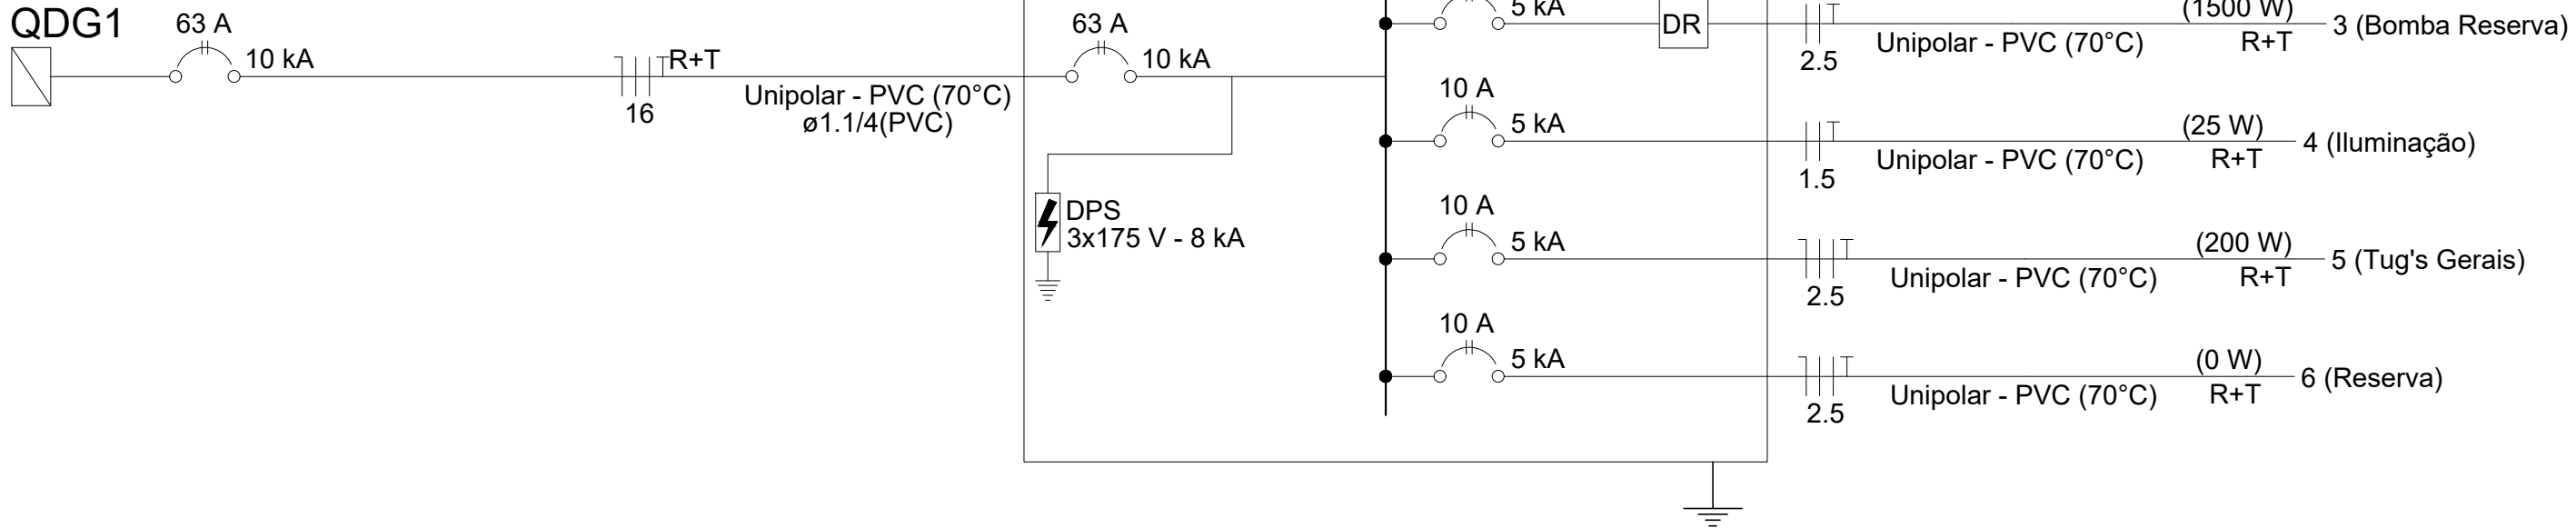 QDG1
63 A
10 kA
R+T
16
Unipolar - PVC (70°C)
ø1.1/4(PVC)
63 A
10 kA
DPS
3x175 V - 8 kA
5 kA
DR
2.5
Unipolar - PVC (70°C)
(1500 W)
R+T
3 (Bomba Reserva)
10 A
5 kA
1.5
Unipolar - PVC (70°C)
(25 W)
R+T
4 (Iluminação)
10 A
5 kA
2.5
Unipolar - PVC (70°C)
(200 W)
R+T
5 (Tug's Gerais)
10 A
5 kA
2.5
Unipolar - PVC (70°C)
(0 W)
R+T
6 (Reserva)